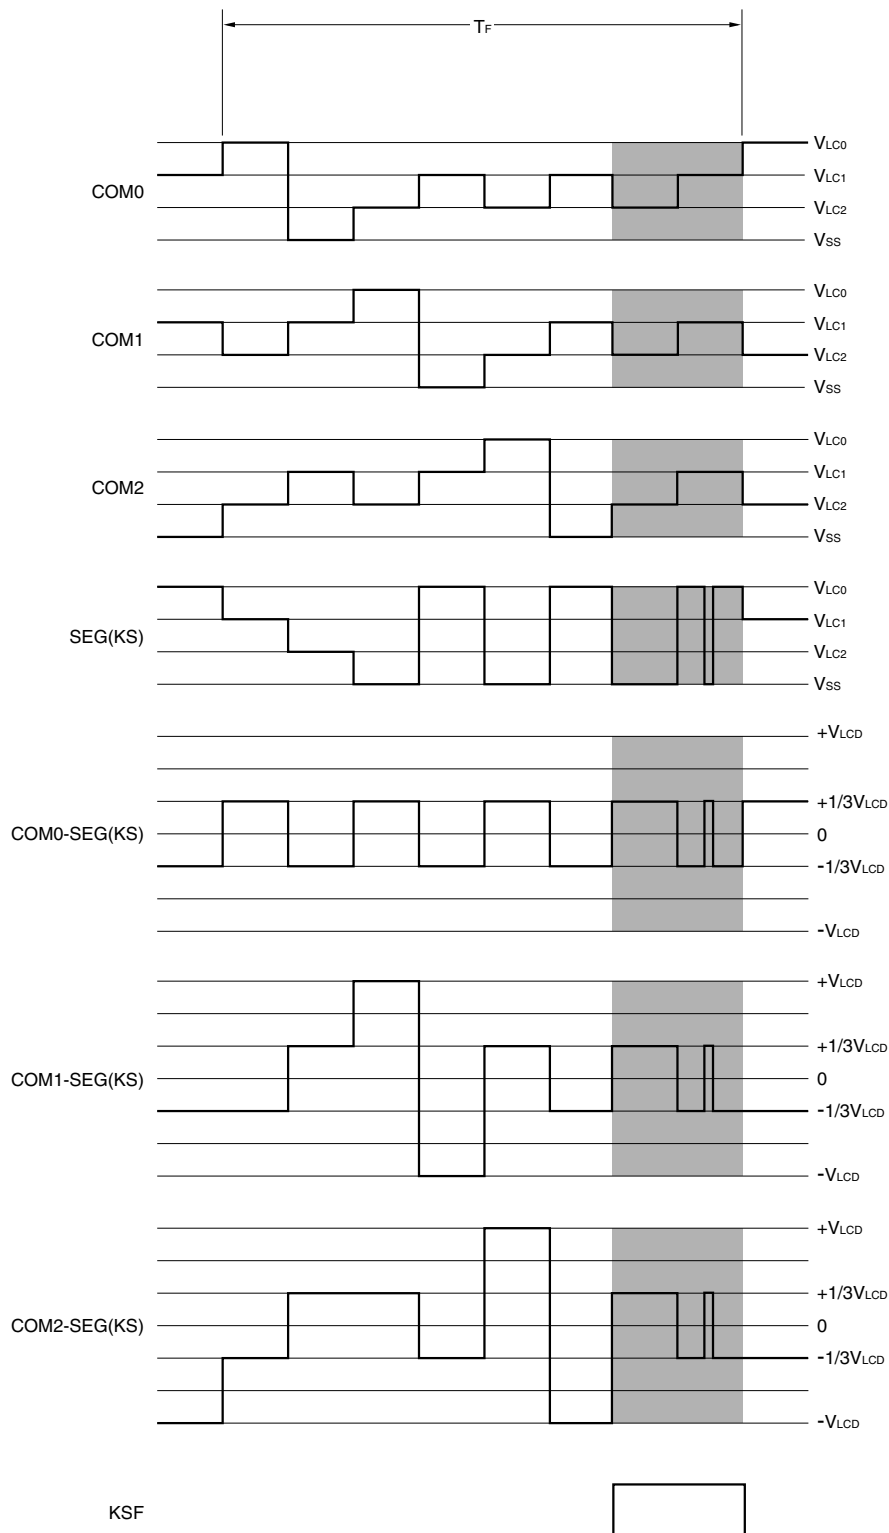 TF
COM0
VLC0
VLC1
VLC2
VSS
COM1
VLC0
VLC1
VLC2
VSS
COM2
VLC0
VLC1
VLC2
VSS
SEG(KS)
VLC0
VLC1
VLC2
VSS
COM0-SEG(KS)
+VLCD
+1/3VLCD
0
-1/3VLCD
-VLCD
COM1-SEG(KS)
+VLCD
+1/3VLCD
0
-1/3VLCD
-VLCD
COM2-SEG(KS)
+VLCD
+1/3VLCD
0
-1/3VLCD
-VLCD
KSF